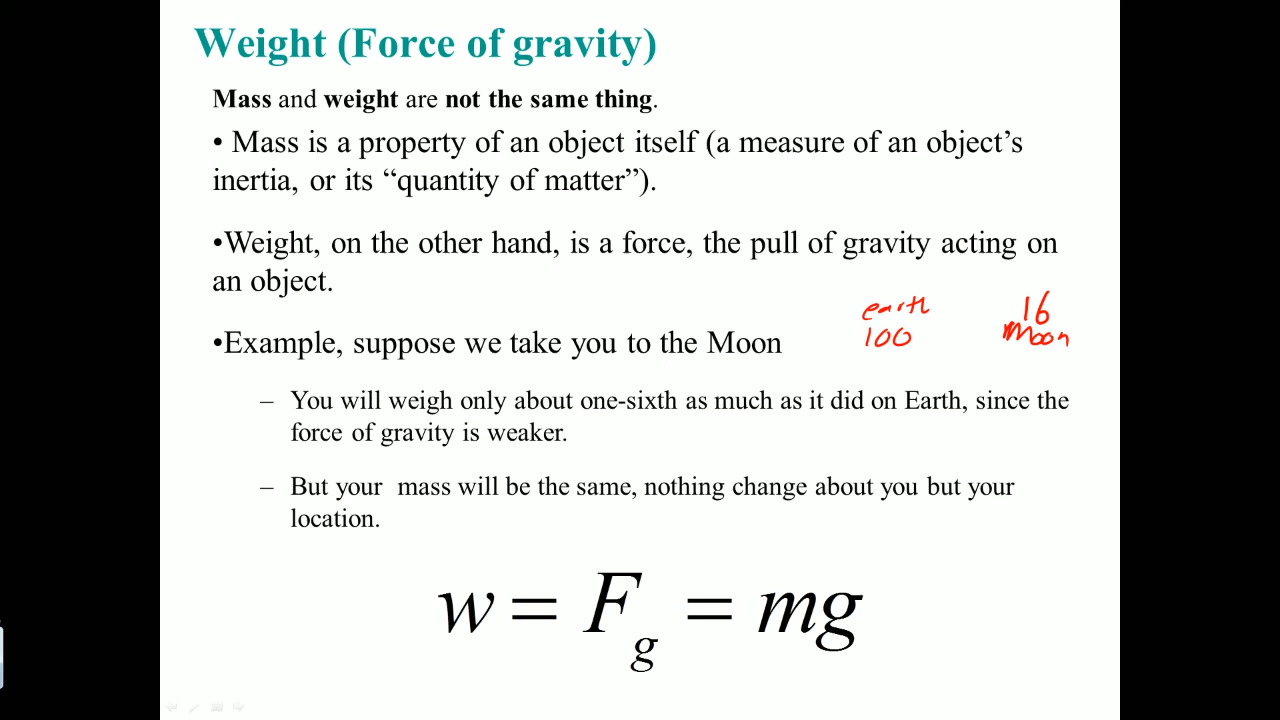 Weight (Force of gravity)
Mass and weight are not the same thing.
• Mass is a property of an object itself (a measure of an object’s
inertia, or its “quantity of matter”).
•Weight, on the other hand, is a force, the pull of gravity acting on
an object.
earth 16
100 Moon
•Example, suppose we take you to the Moon
– You will weigh only about one-sixth as much as it did on Earth, since the
force of gravity is weaker.
– But your mass will be the same, nothing change about you but your
location.
w = Fg = mg